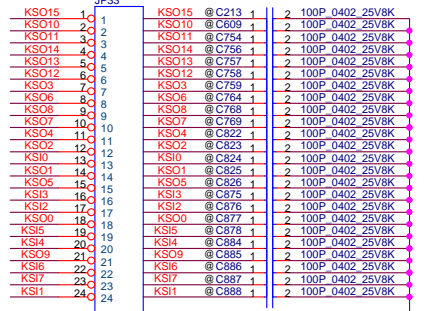 JPS3
KSO15 1 1 KSO15 @C213 1 2 100P_0402_25V8K
KSO10 2 2 KSO10 @C609 1 2 100P_0402_25V8K
KSO11 3 3 KSO11 @C754 1 2 100P_0402_25V8K
KSO14 4 4 KSO14 @C756 1 2 100P_0402_25V8K
KSO13 5 5 KSO13 @C757 1 2 100P_0402_25V8K
KSO12 6 6 KSO12 @C758 1 2 100P_0402_25V8K
KSO3 7 7 KSO3 @C759 1 2 100P_0402_25V8K
KSO6 8 8 KSO6 @C764 1 2 100P_0402_25V8K
KSO8 9 9 KSO8 @C768 1 2 100P_0402_25V8K
KSO7 10 10 KSO7 @C769 1 2 100P_0402_25V8K
KSO4 11 11 KSO4 @C822 1 2 100P_0402_25V8K
KSO2 12 12 KSO2 @C823 1 2 100P_0402_25V8K
KSI0 13 13 KSI0 @C824 1 2 100P_0402_25V8K
KSO1 14 14 KSO1 @C825 1 2 100P_0402_25V8K
KSO5 15 15 KSO5 @C826 1 2 100P_0402_25V8K
KSI3 16 16 KSI3 @C875 1 2 100P_0402_25V8K
KSI2 17 17 KSI2 @C876 1 2 100P_0402_25V8K
KSO0 18 18 KSO0 @C877 1 2 100P_0402_25V8K
KSI5 19 19 KSI5 @C878 1 2 100P_0402_25V8K
KSI4 20 20 KSI4 @C884 1 2 100P_0402_25V8K
KSO9 21 21 KSO9 @C885 1 2 100P_0402_25V8K
KSI6 22 22 KSI6 @C886 1 2 100P_0402_25V8K
KSI7 23 23 KSI7 @C887 1 2 100P_0402_25V8K
KSI1 24 24 KSI1 @C888 1 2 100P_0402_25V8K